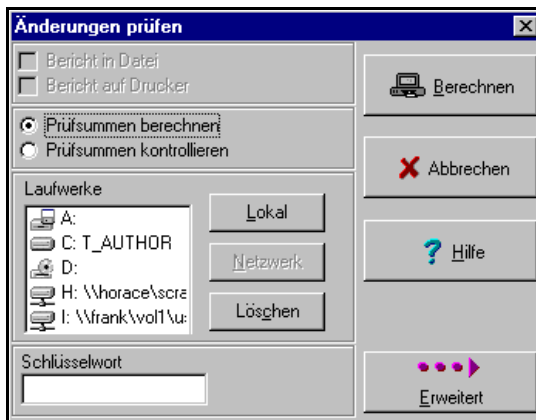 Änderungen prüfen
Bericht in Datei
Bericht auf Drucker
Prüfsummen berechnen
Prüfsummen kontrollieren
Laufwerke
A:
C: T_AUTHOR
D:
H: \\horace\scra
I: \\frank\vol1\u
Lokal
Netzwerk
Löschen
Schlüsselwort
Berechnen
Abbrechen
Hilfe
Erweitert